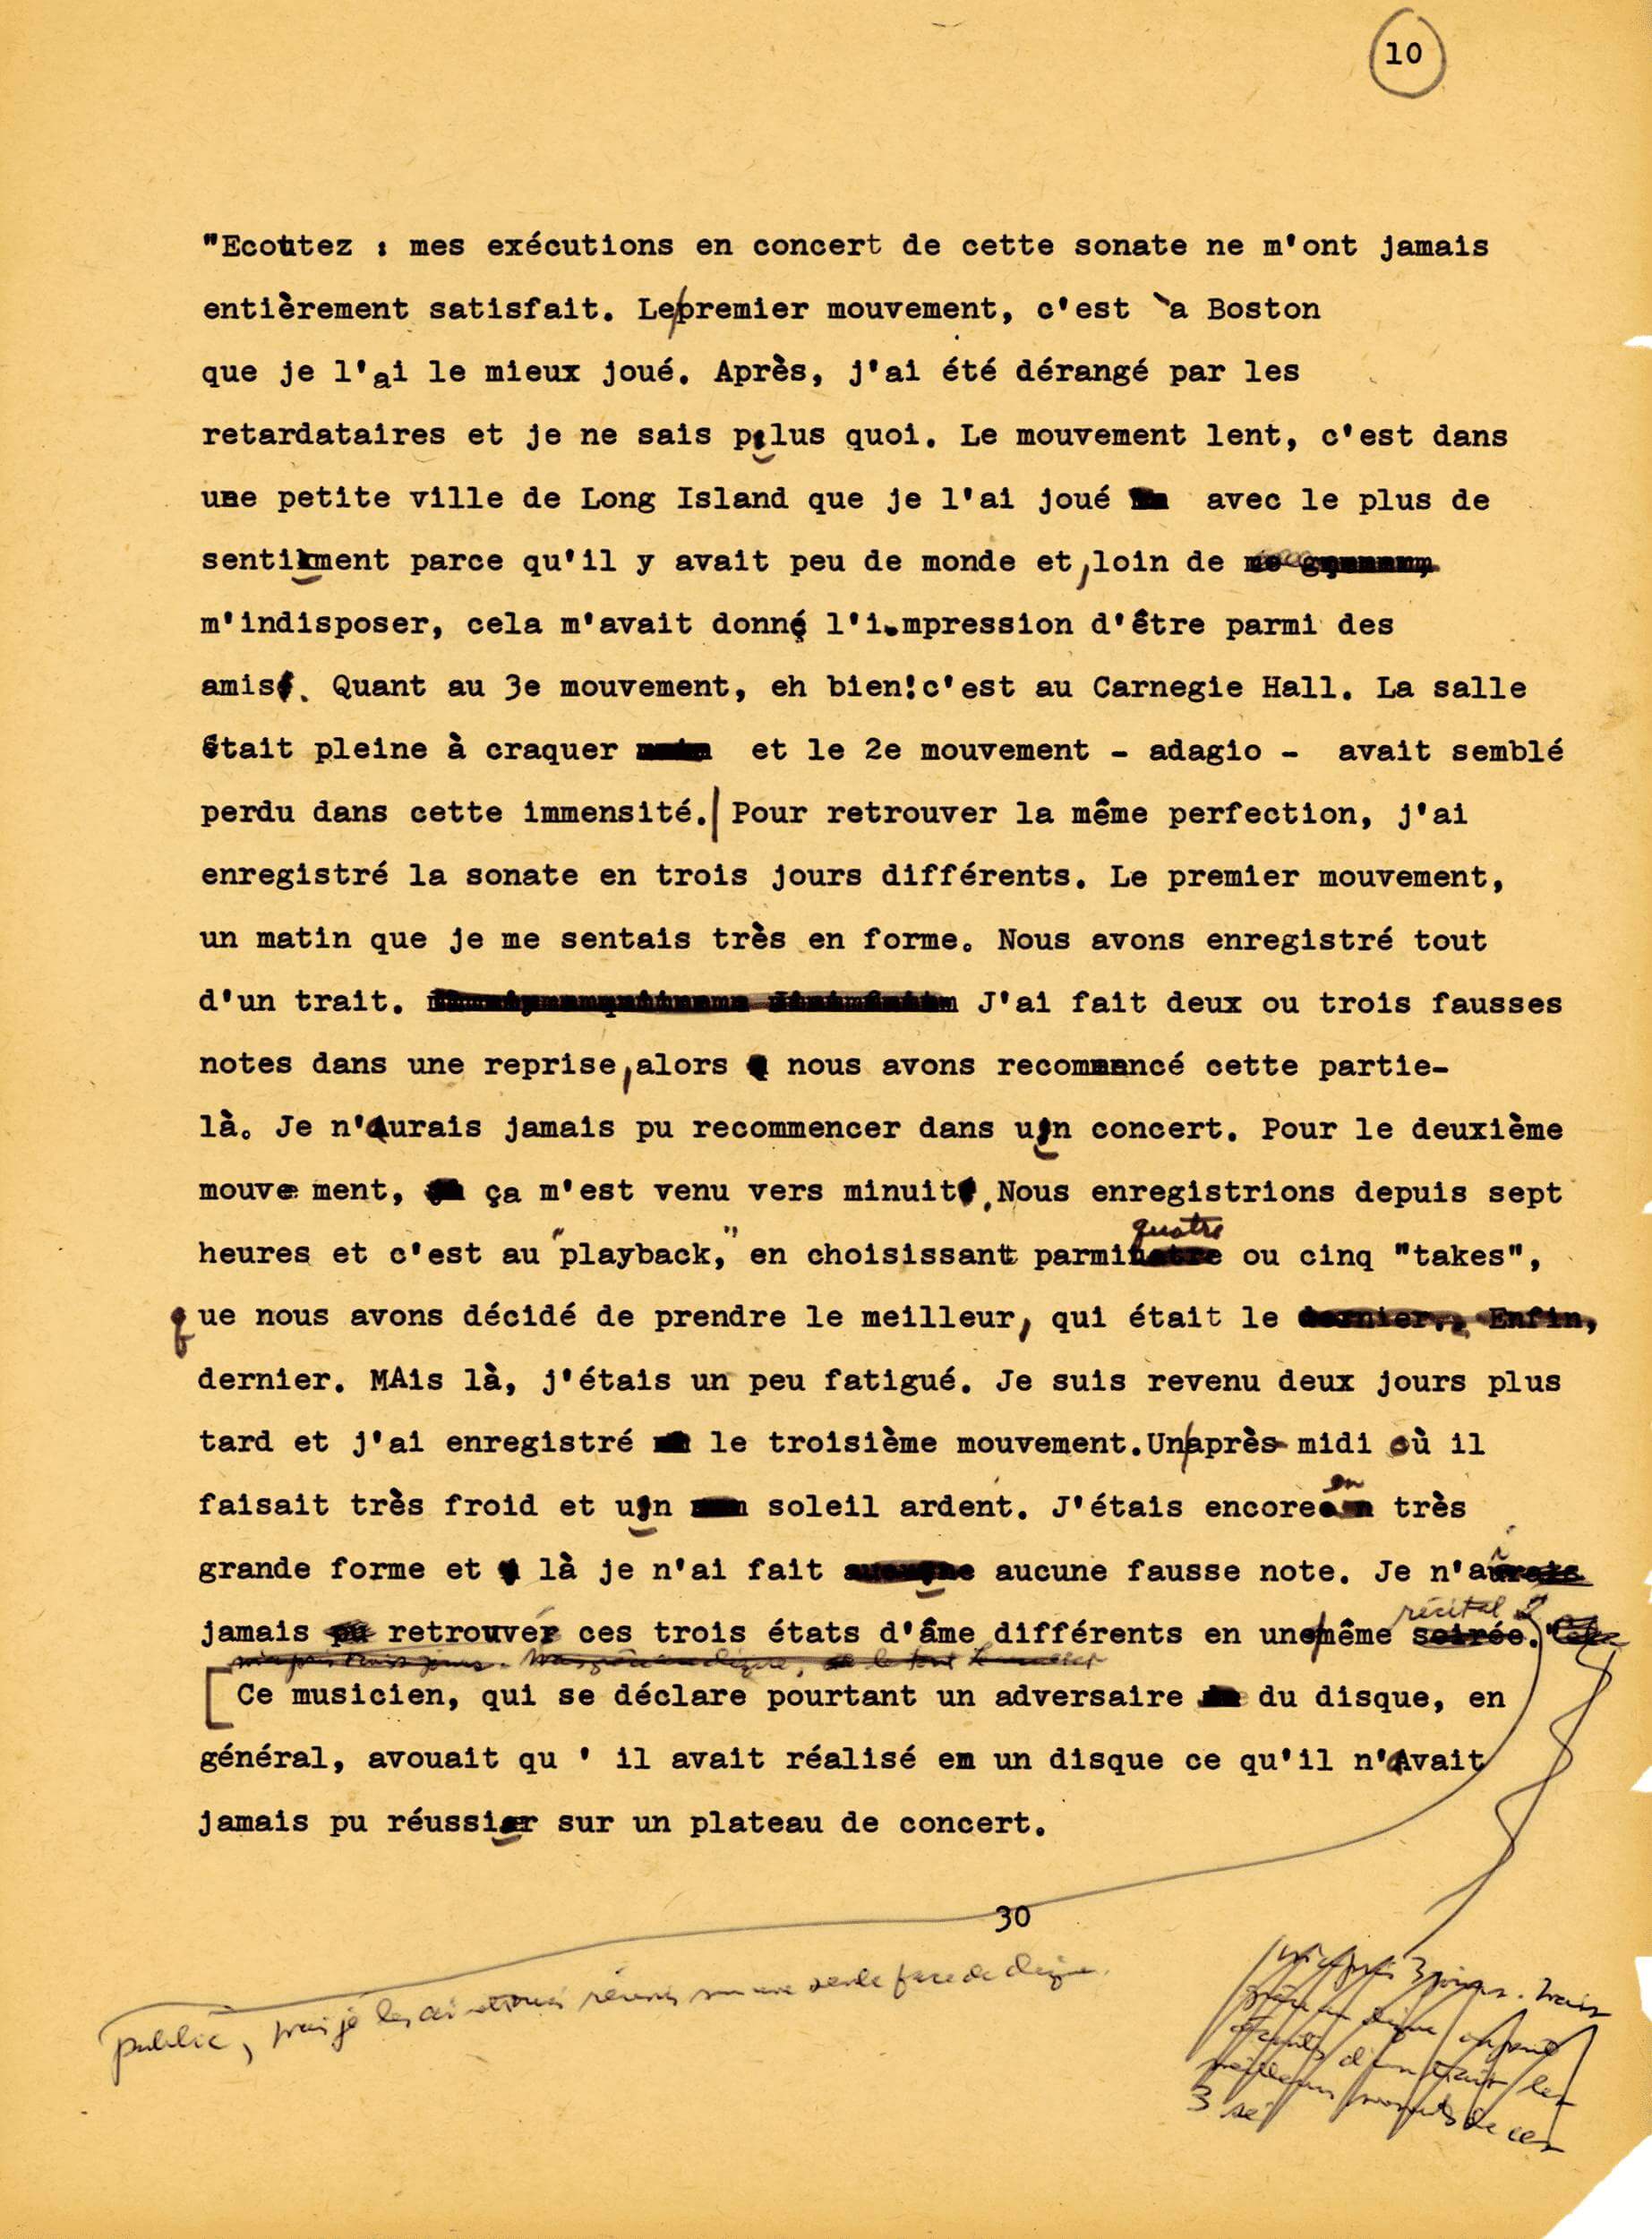 10
"Ecoutez : mes exécutions en concert de cette sonate ne m'ont jamais
entièrement satisfait. Le premier mouvement, c'est à Boston
que je l'ai le mieux joué. Après, j'ai été dérangé par les
retardataires et je ne sais plus quoi. Le mouvement lent, c'est dans
une petite ville de Long Island que je l'ai joué avec le plus de
sentiment parce qu'il y avait peu de monde et, loin de
m'indisposer, cela m'avait donné l'impression d'être parmi des
amis. Quant au 3e mouvement, eh bien! c'est au Carnegie Hall. La salle
était pleine à craquer et le 2e mouvement - adagio - avait semblé
perdu dans cette immensité. Pour retrouver la même perfection, j'ai
enregistré la sonate en trois jours différents. Le premier mouvement,
un matin que je me sentais très en forme. Nous avons enregistré tout
d'un trait. J'ai fait deux ou trois fausses
notes dans une reprise, alors nous avons recommencé cette partie-
là. Je n'aurais jamais pu recommencer dans un concert. Pour le deuxième
mouvement, ça m'est venu vers minuit. Nous enregistrions depuis sept
heures et c'est au "playback," en choisissant parmi quatre ou cinq "takes",
que nous avons décidé de prendre le meilleur, qui était le dernier. Enfin,
dernier. MAis là, j'étais un peu fatigué. Je suis revenu deux jours plus
tard et j'ai enregistré le troisième mouvement. Un après-midi où il
faisait très froid et un soleil ardent. J'étais encore en très
grande forme et là je n'ai fait aucune fausse note. Je n'ai
jamais retrouvé ces trois états d'âme différents en un même récital
Ce musicien, qui se déclare pourtant un adversaire du disque, en
général, avouait qu ' il avait réalisé en un disque ce qu'il n'Avait
jamais pu réussir sur un plateau de concert.
30
public, mais je les ai réunis sur une seule face de disque.